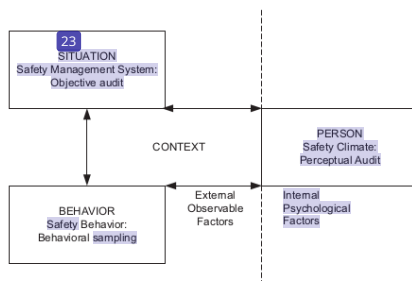 23
SITUATION
Safety Management System:
Objective audit
PERSON
Safety Climate:
Perceptual Audit
CONTEXT
BEHAVIOR
Safety Behavior:
Behavioral sampling
External
Observable
Factors
Internal
Psychological
Factors